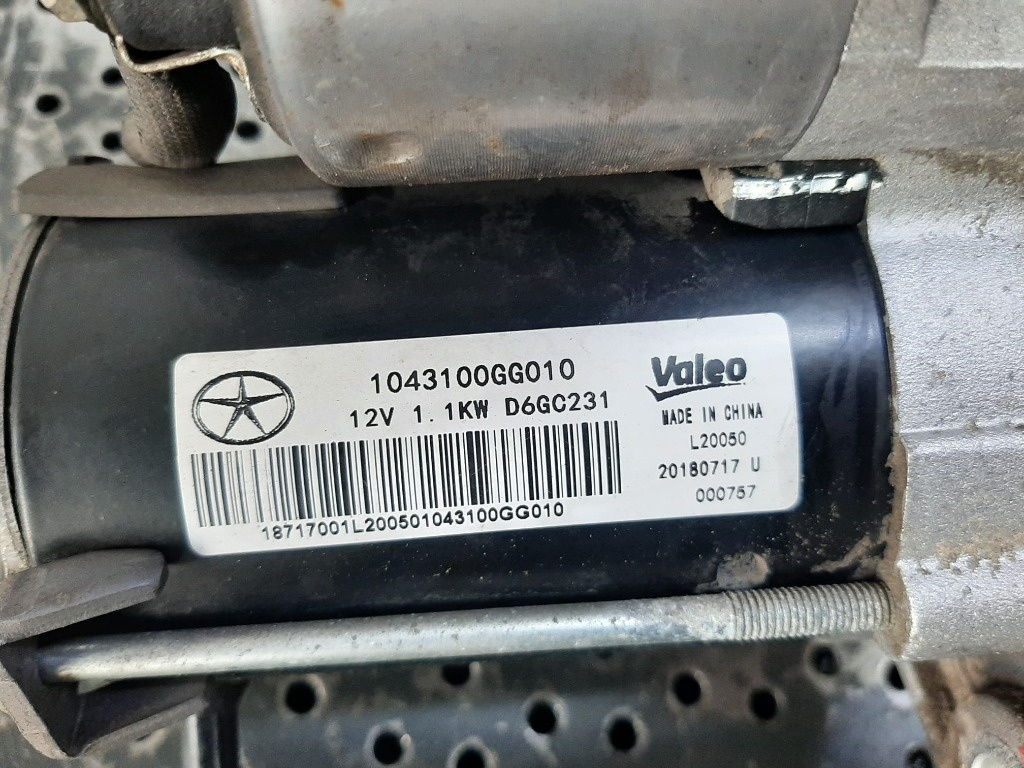 1043100GG010
12V 1.1KW D6GC231
18717001L200501043100GG010
Valeo
MADE IN CHINA
L20050
20180717 U
000757